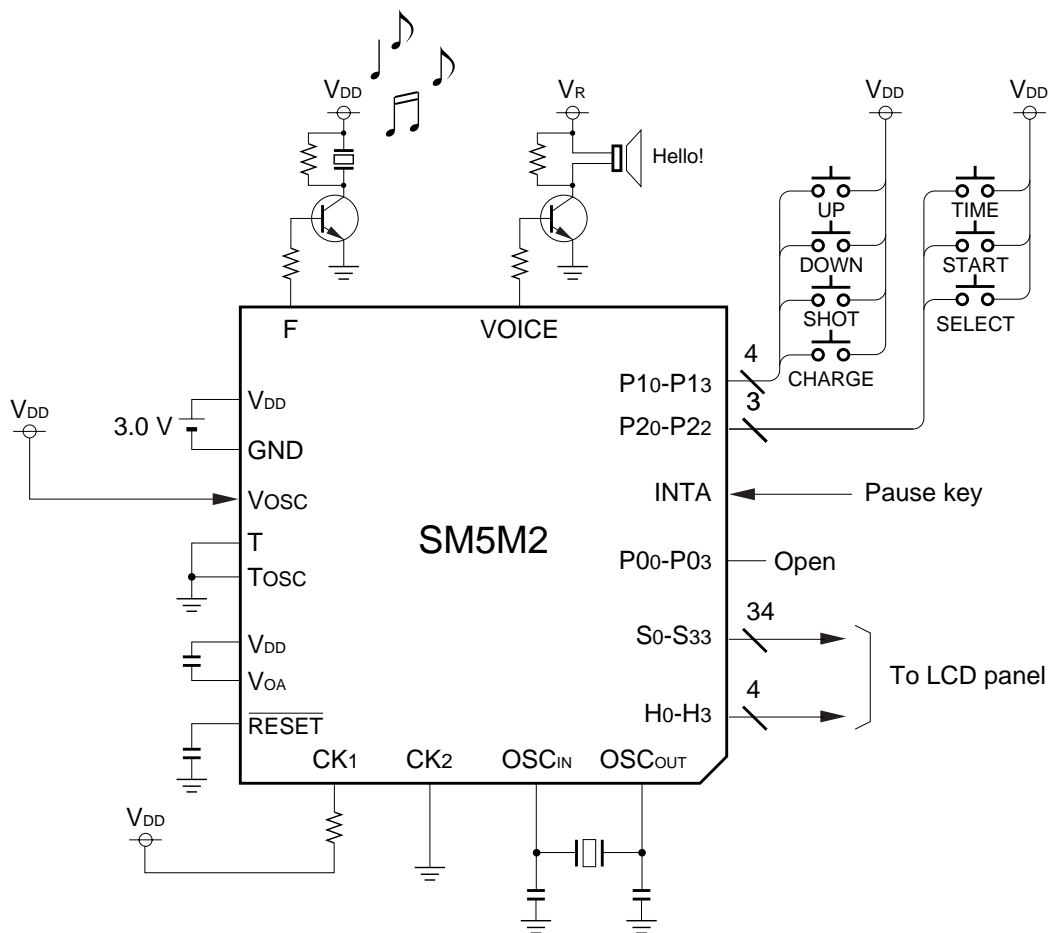 VDD
VR
VDD
VDD
Hello!
UP
TIME
DOWN
START
SHOT
SELECT
CHARGE
F
VOICE
4
P10-P13
3
P20-P22
VDD
3.0 V
VDD
GND
VOSC
INTA
Pause key
SM5M2
T
TOSC
P00-P03
Open
34
S0-S33
VDD
VOA
To LCD panel
4
H0-H3
RESET
CK1
CK2
OSCIN
OSCOUT
VDD